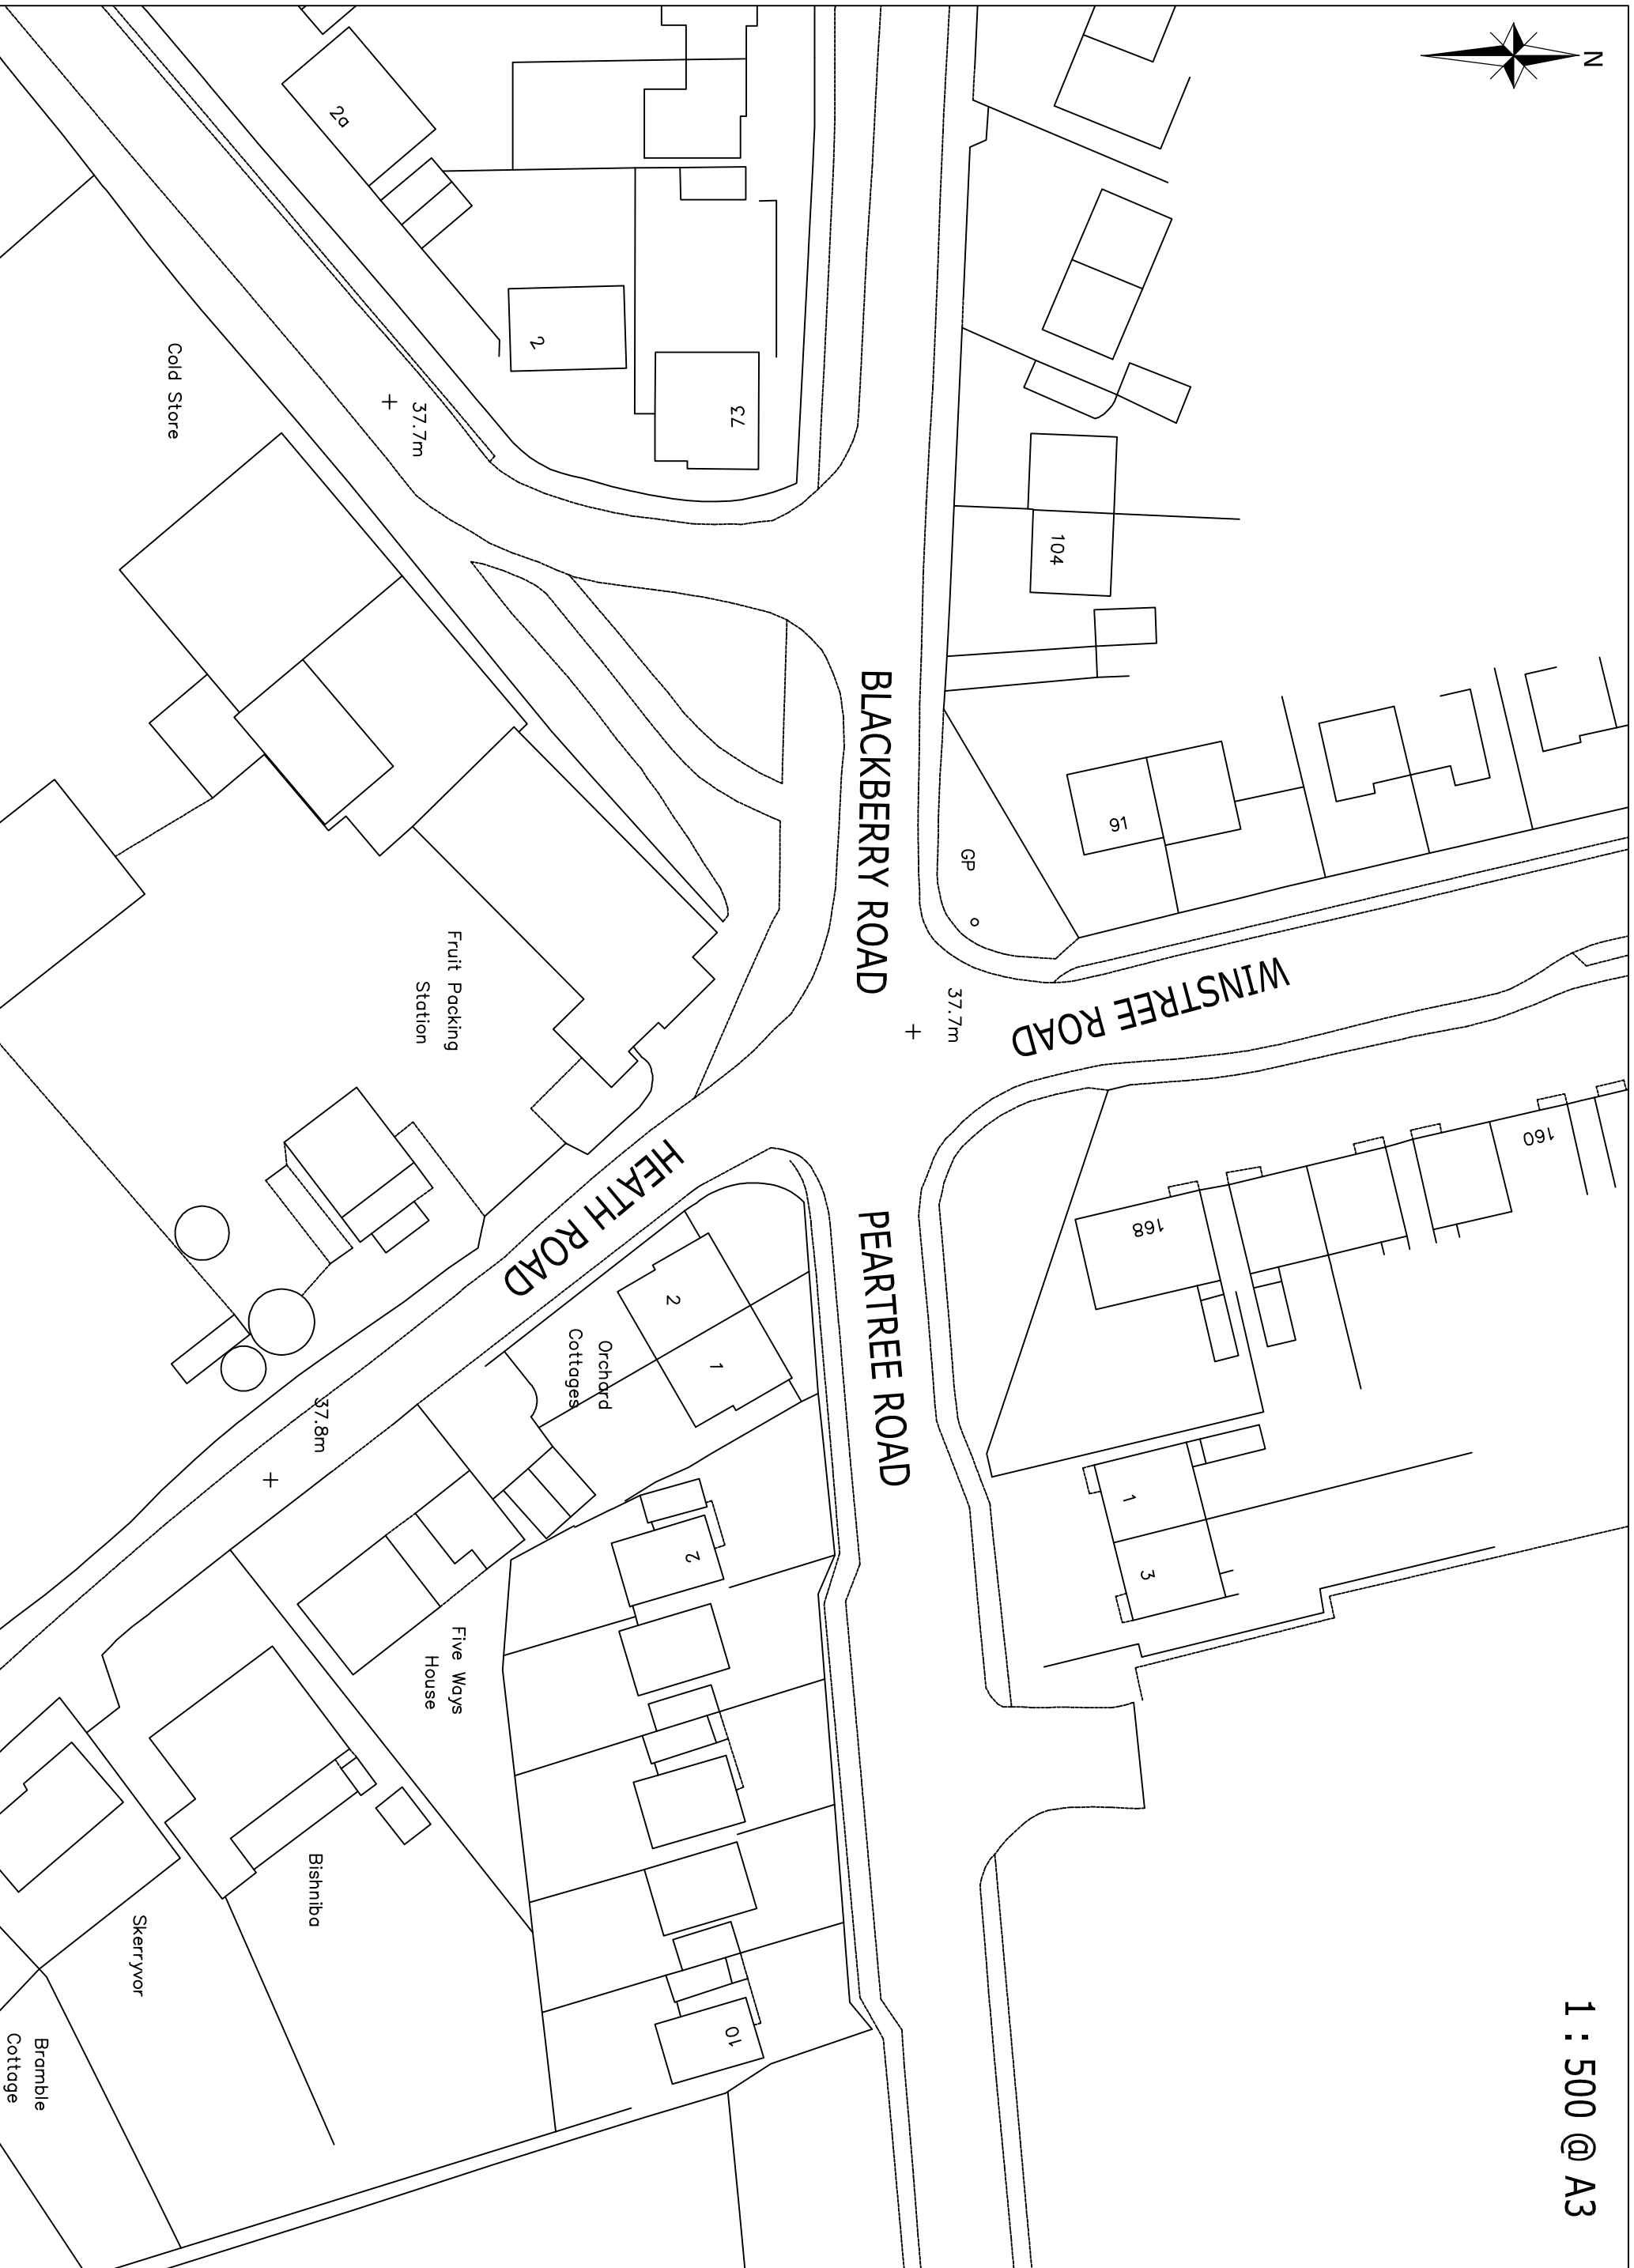 N
1 : 500 @ A3
160
91
WINSTREE ROAD
168
1
3
104
GP
37.7m
BLACKBERRY ROAD
PEARTREE ROAD
73
2
10
2
1
2
HEATH ROAD
Orchard
Cottages
2
2a
37.7m
Fruit Packing
Station
Five Ways
House
37.8m
Bishniba
Cold Store
Skerryvor
Bramble
Cottage